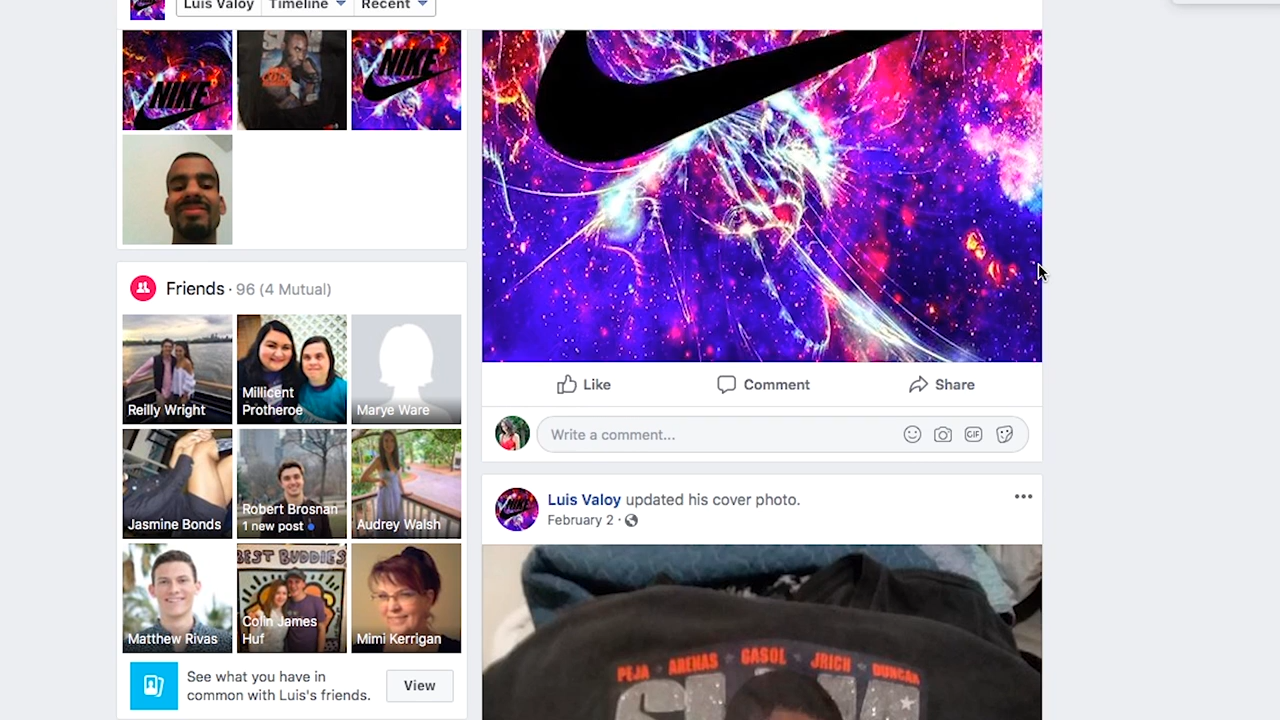 Luis Valoy Timeline Recent
NIKE
NIKE
Friends · 96 (4 Mutual)
Reilly Wright
Millicent
Protheroe
Marye Ware
Jasmine Bonds
Robert Brosnan
1 new post
Audrey Walsh
BEST BUDDIES
Matthew Rivas
Colin James
Huf
Mimi Kerrigan
See what you have in
common with Luis's friends.
View
Like Comment Share
Write a comment...
GIF
Luis Valoy updated his cover photo.
February 2 ·
PEJA ARENAS GASOL JRICH DUNCAN